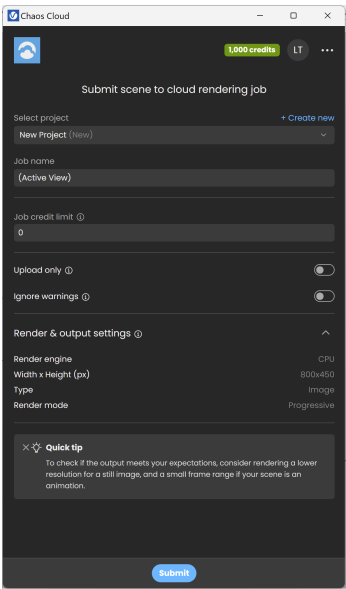 Chaos Cloud
1,000 credits
LT
Submit scene to cloud rendering job
Select project
+ Create new
New Project (New)
Job name
(Active View)
Job credit limit
0
Upload only
Ignore warnings
Render & output settings
Render engine CPU
Width x Height (px) 800x450
Type Image
Render mode Progressive
Quick tip
To check if the output meets your expectations, consider rendering a lower
resolution for a still image, and a small frame range if your scene is an
animation.
Submit